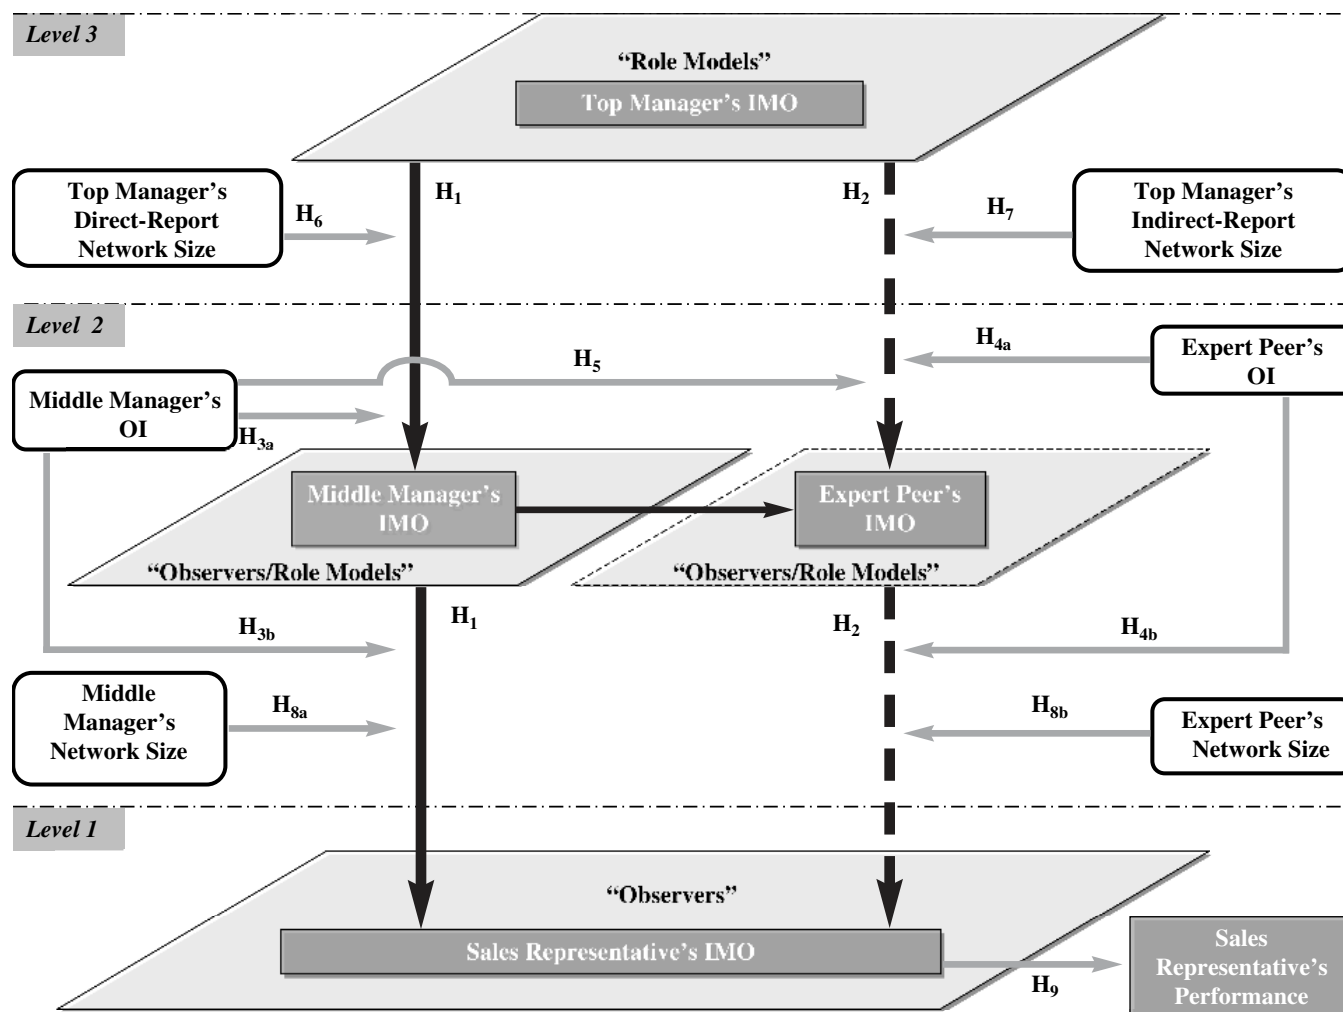 Level 3
“Role Models”
Top Manager’s IMO
Top Manager’s
Direct-Report
Network Size
H6
H1
H2
H7
Top Manager’s
Indirect-Report
Network Size
Level 2
H5
H4a
Expert Peer’s
OI
Middle Manager’s
OI
H3a
Middle Manager’s
IMO
Expert Peer’s
IMO
“Observers/Role Models”
“Observers/Role Models”
H1
H2
H3b
H4b
Middle
Manager’s
Network Size
H8a
H8b
Expert Peer’s
Network Size
Level 1
“Observers”
Sales Representative’s IMO
H9
Sales
Representative’s
Performance